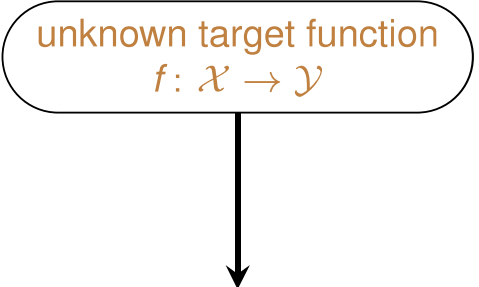 unknown target function
f: 𝒳 → 𝒴